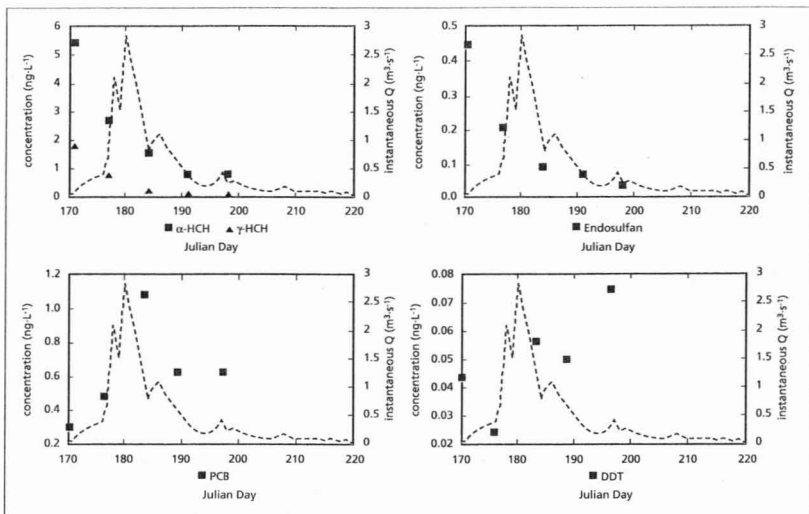 concentration (ng·L⁻¹)
6
5
4
3
2
1
0
3
2.5
2
1.5
1
0.5
0
instantaneous Q (m³·s⁻¹)
170 180 190 200 210 220
α-HCH γ-HCH
Julian Day
concentration (ng·L⁻¹)
0.5
0.4
0.3
0.2
0.1
0.0
3
2.5
2
1.5
1
0.5
0
instantaneous Q (m³·s⁻¹)
170 180 190 200 210 220
Endosulfan
Julian Day
concentration (ng·L⁻¹)
1.2
1.0
0.8
0.6
0.4
0.2
3
2.5
2
1.5
1
0.5
0
instantaneous Q (m³·s⁻¹)
170 180 190 200 210 220
PCB
Julian Day
concentration (ng·L⁻¹)
0.08
0.07
0.06
0.05
0.04
0.03
0.02
3
2.5
2
1.5
1
0.5
0
instantaneous Q (m³·s⁻¹)
170 180 190 200 210 220
DDT
Julian Day